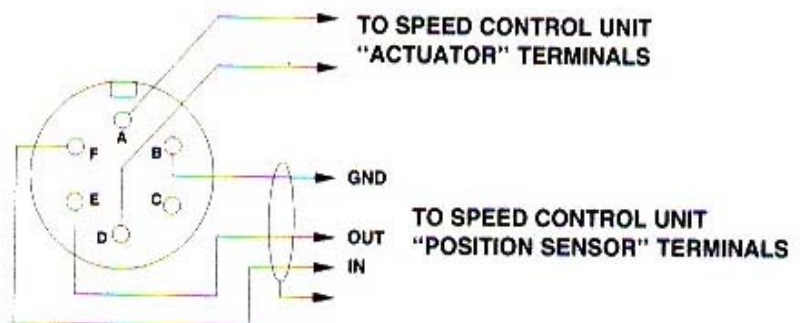 TO SPEED CONTROL UNIT
"ACTUATOR" TERMINALS
A
F
B
E
C
D
GND
OUT
IN
TO SPEED CONTROL UNIT
"POSITION SENSOR" TERMINALS